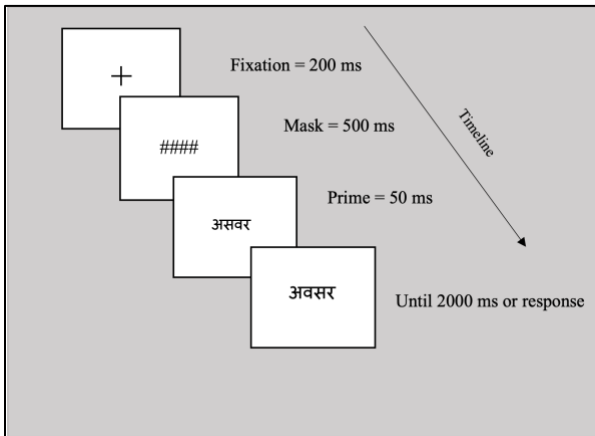 +
Fixation = 200 ms
####
Mask = 500 ms
Timeline
असवर
Prime = 50 ms
अवसर
Until 2000 ms or response